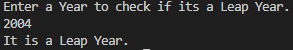 Enter a Year to check if its a Leap Year.
2004
It is a Leap Year.